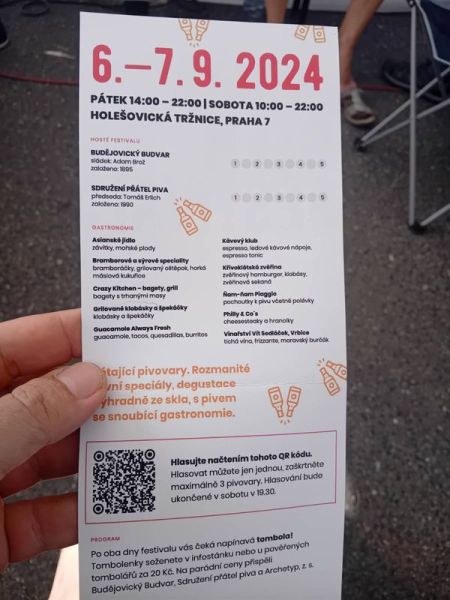 6.–7. 9. 2024
PÁTEK 14:00 – 22:00 | SOBOTA 10:00 – 22:00
HOLEŠOVICKÁ TRŽNICE, PRAHA 7
HOSTÉ FESTIVALU
BUDĚJOVICKÝ BUDVAR
sládek: Adam Brož
založeno: 1895
1 2 3 4 5
SDRUŽENÍ PŘÁTEL PIVA
předseda: Tomáš Erlich
založeno: 1990
1 2 3 4 5
GASTRONOMIE
Asianské jídlo
závitky, mořské plody
Bramborové a sýrové speciality
bramboráčky, grilovaný oštěpek, horká
máslová kukuřice
Crazy Kitchen – bagety, grill
bagety s trhanými masy
Grilované klobásy a špekáčky
klobásky a špekáčky
Guacamole Always Fresh
guacamole, tacos, quesadillas, burritos
Kávový klub
espresso, ledové kávové nápoje,
espresso tonic
Křivoklátská zvěřina
zvěřinový hamburger, klobásy,
zvěřinová sekaná
Ňam-ňam Piaggio
pochoutky k pivu včetně polévky
Philly & Co's
cheesesteaky a hranolky
Vinařství Vít Sedláček, Vrbice
tichá vína, frizzante, moravský burčák
pivovary. Rozmanité
speciály, degustace
ze skla, s pivem
se snoubící gastronomie.
Hlasujte načtením tohoto QR kódu.
Hlasovat můžete jen jednou, zaškrtněte
maximálně 3 pivovary. Hlasování bude
ukončené v sobotu v 19.30.
PROGRAM
Po oba dny festivalu vás čeká napínavá tombola!
Tombolenky seženete v infostánku nebo u pověřených
tombolářů za 20 Kč. Na parádní ceny přispěli
Budějovický Budvar, Sdružení přátel piva a Archetyp, z. s.